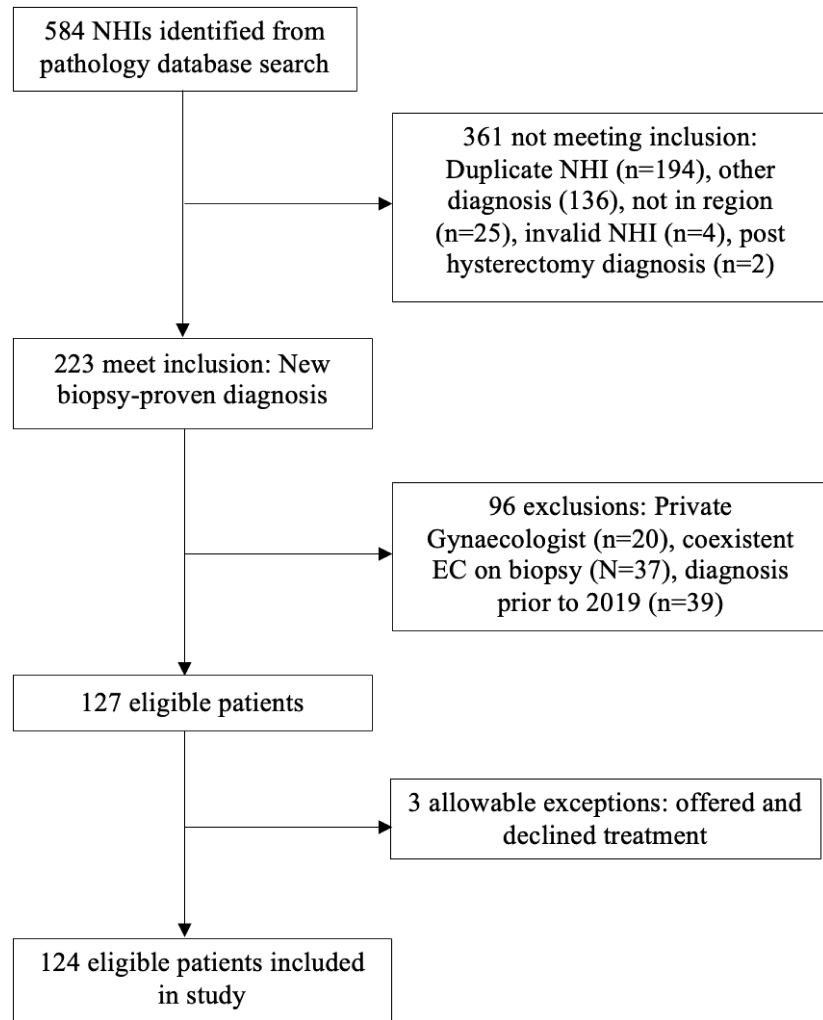 584 NHIs identified from
pathology database search
361 not meeting inclusion:
Duplicate NHI (n=194), other
diagnosis (136), not in region
(n=25), invalid NHI (n=4), post
hysterectomy diagnosis (n=2)
223 meet inclusion: New
biopsy-proven diagnosis
96 exclusions: Private
Gynaecologist (n=20), coexistent
EC on biopsy (N=37), diagnosis
prior to 2019 (n=39)
127 eligible patients
3 allowable exceptions: offered and
declined treatment
124 eligible patients included
in study